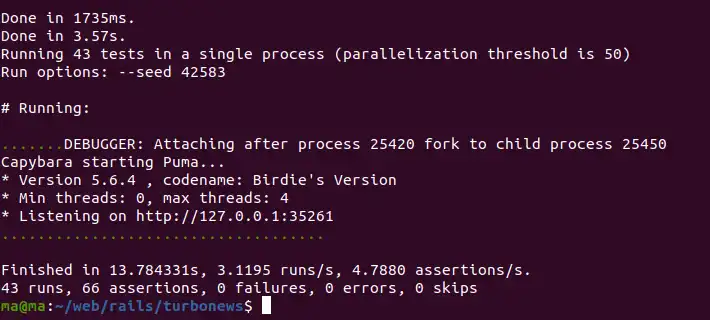 Done in 1735ms.
Done in 3.57s.
Running 43 tests in a single process (parallelization threshold is 50)
Run options: --seed 42583

# Running:

.......DEBUGGER: Attaching after process 25420 fork to child process 25450
Capybara starting Puma...
* Version 5.6.4 , codename: Birdie's Version
* Min threads: 0, max threads: 4
* Listening on http://127.0.0.1:35261
....................................

Finished in 13.784331s, 3.1195 runs/s, 4.7880 assertions/s.
43 runs, 66 assertions, 0 failures, 0 errors, 0 skips
ma@ma:~/web/rails/turbonews$